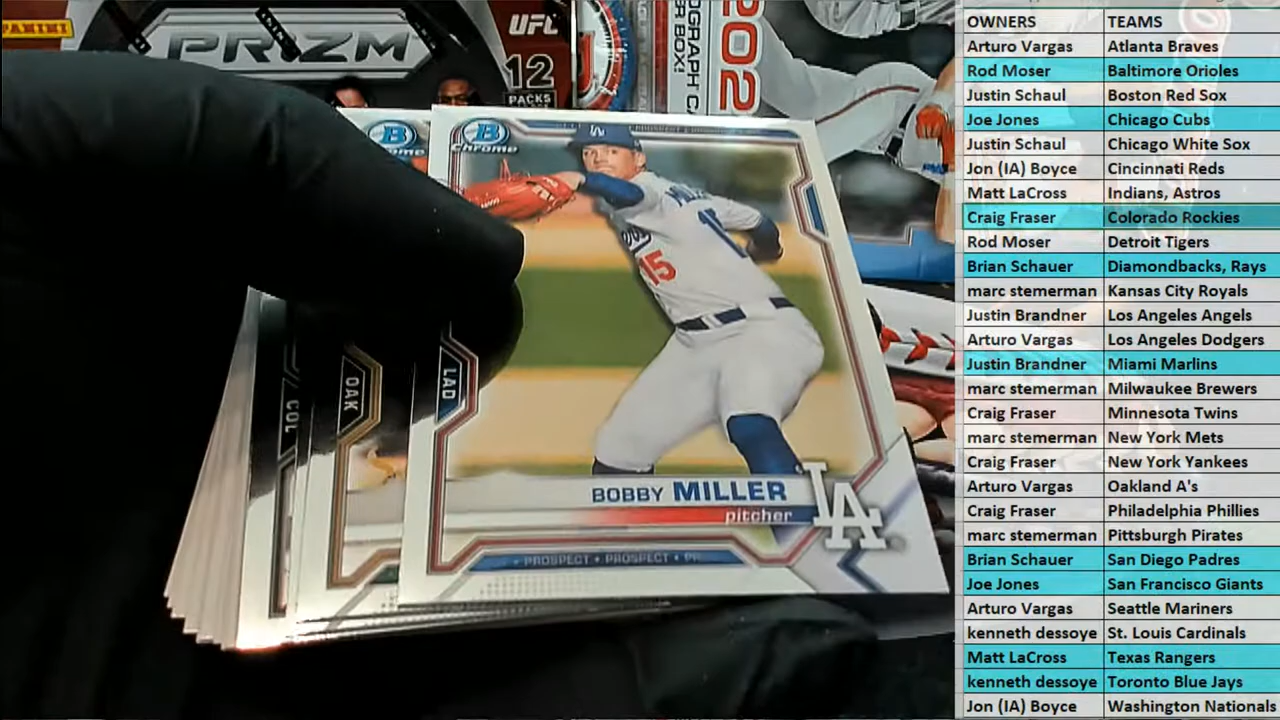 PANINI
PRIZM
UFC
12
PACKS
2021
OWNERS TEAMS
Arturo Vargas Atlanta Braves
Rod Moser Baltimore Orioles
Justin Schaul Boston Red Sox
Joe Jones Chicago Cubs
Justin Schaul Chicago White Sox
Jon (IA) Boyce Cincinnati Reds
Matt LaCross Indians, Astros
Craig Fraser Colorado Rockies
Rod Moser Detroit Tigers
Brian Schauer Diamondbacks, Rays
marc stemerman Kansas City Royals
Justin Brandner Los Angeles Angels
Arturo Vargas Los Angeles Dodgers
Justin Brandner Miami Marlins
marc stemerman Milwaukee Brewers
Craig Fraser Minnesota Twins
marc stemerman New York Mets
Craig Fraser New York Yankees
Arturo Vargas Oakland A's
Craig Fraser Philadelphia Phillies
marc stemerman Pittsburgh Pirates
Brian Schauer San Diego Padres
Joe Jones San Francisco Giants
Arturo Vargas Seattle Mariners
kenneth dessoye St. Louis Cardinals
Matt LaCross Texas Rangers
kenneth dessoye Toronto Blue Jays
Jon (IA) Boyce Washington Nationals
B
Chrome
LA
15
COL
OAK
LAD
BOBBY MILLER
pitcher
LA
PROSPECT • PROSPECT • PR